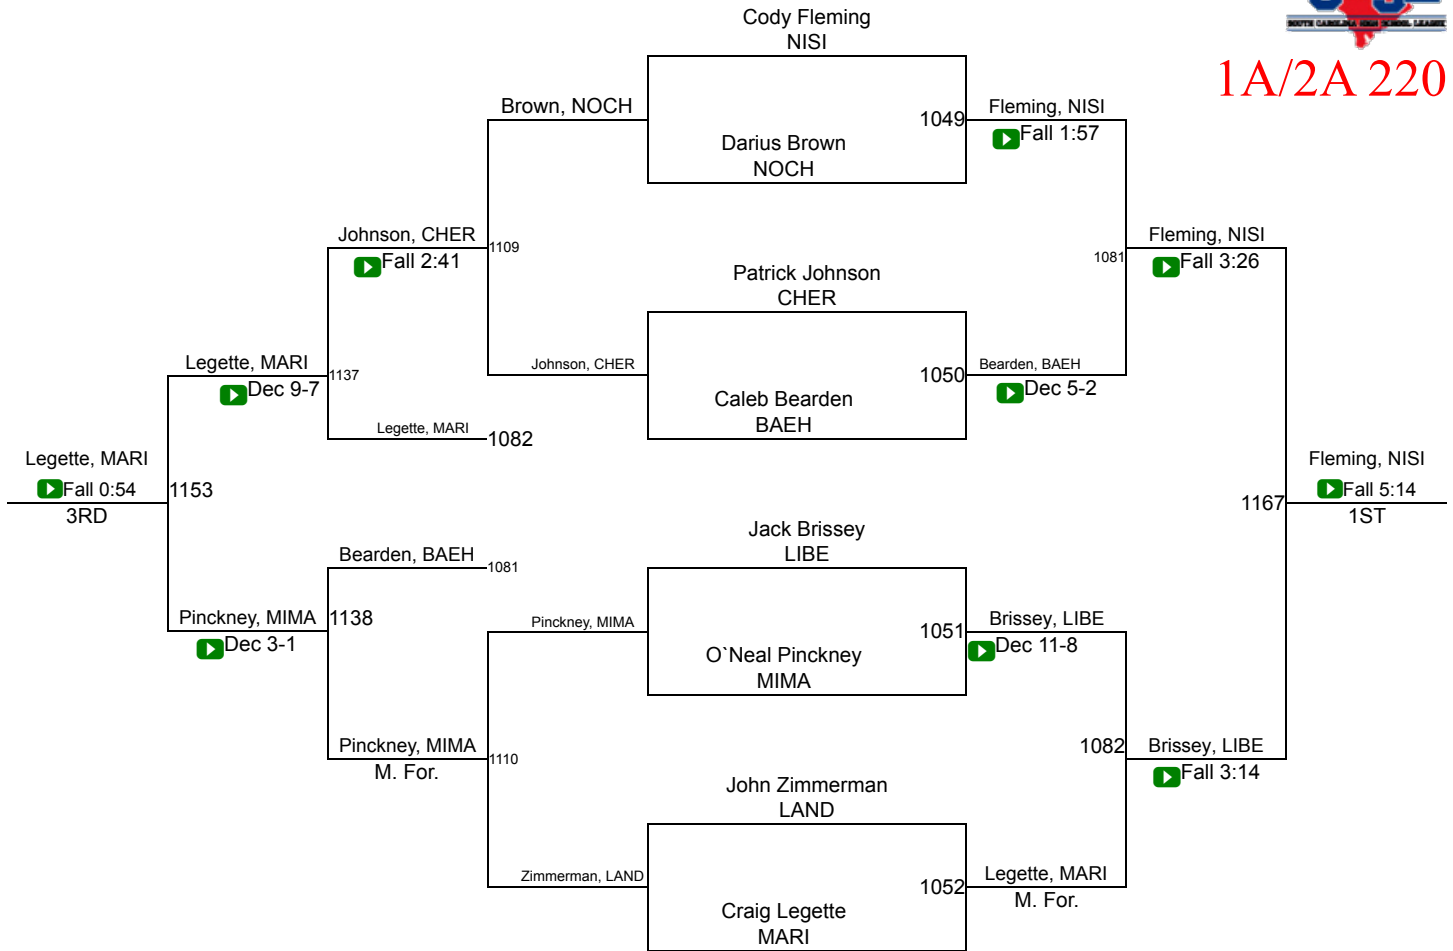 SOUTH CAROLINA HIGH SCHOOL LEAGUE
1A/2A 220
Cody Fleming
NISI
Brown, NOCH
1049
Fleming, NISI
Fall 1:57
Darius Brown
NOCH
Johnson, CHER
Fall 2:41
1109
1081
Fleming, NISI
Fall 3:26
Patrick Johnson
CHER
Legette, MARI
Dec 9-7
1137
Johnson, CHER
1050
Bearden, BAEH
Dec 5-2
Caleb Bearden
BAEH
Legette, MARI
1082
Legette, MARI
Fall 0:54
3RD
1153
1167
Fleming, NISI
Fall 5:14
1ST
Jack Brissey
LIBE
Bearden, BAEH
1081
Pinckney, MIMA
Dec 3-1
1138
Pinckney, MIMA
1051
Brissey, LIBE
Dec 11-8
O`Neal Pinckney
MIMA
Pinckney, MIMA
M. For.
1110
1082
Brissey, LIBE
Fall 3:14
John Zimmerman
LAND
Zimmerman, LAND
1052
Legette, MARI
M. For.
Craig Legette
MARI